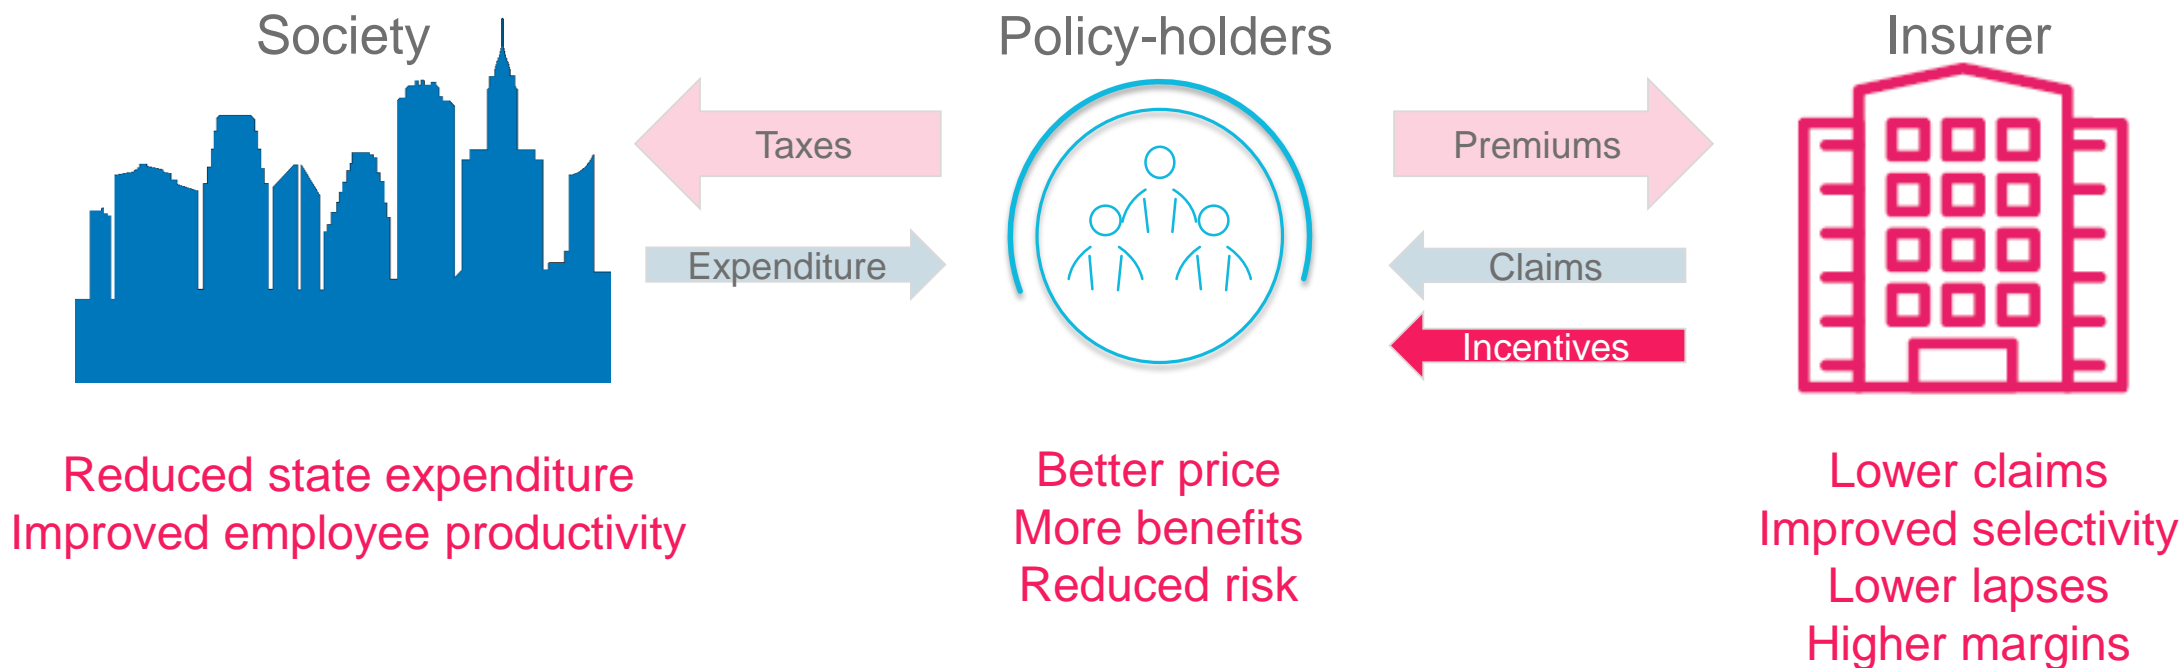 Society
Policy-holders
Insurer
Taxes
Premiums
Expenditure
Claims
Incentives
Reduced state expenditure
Improved employee productivity
Better price
More benefits
Reduced risk
Lower claims
Improved selectivity
Lower lapses
Higher margins